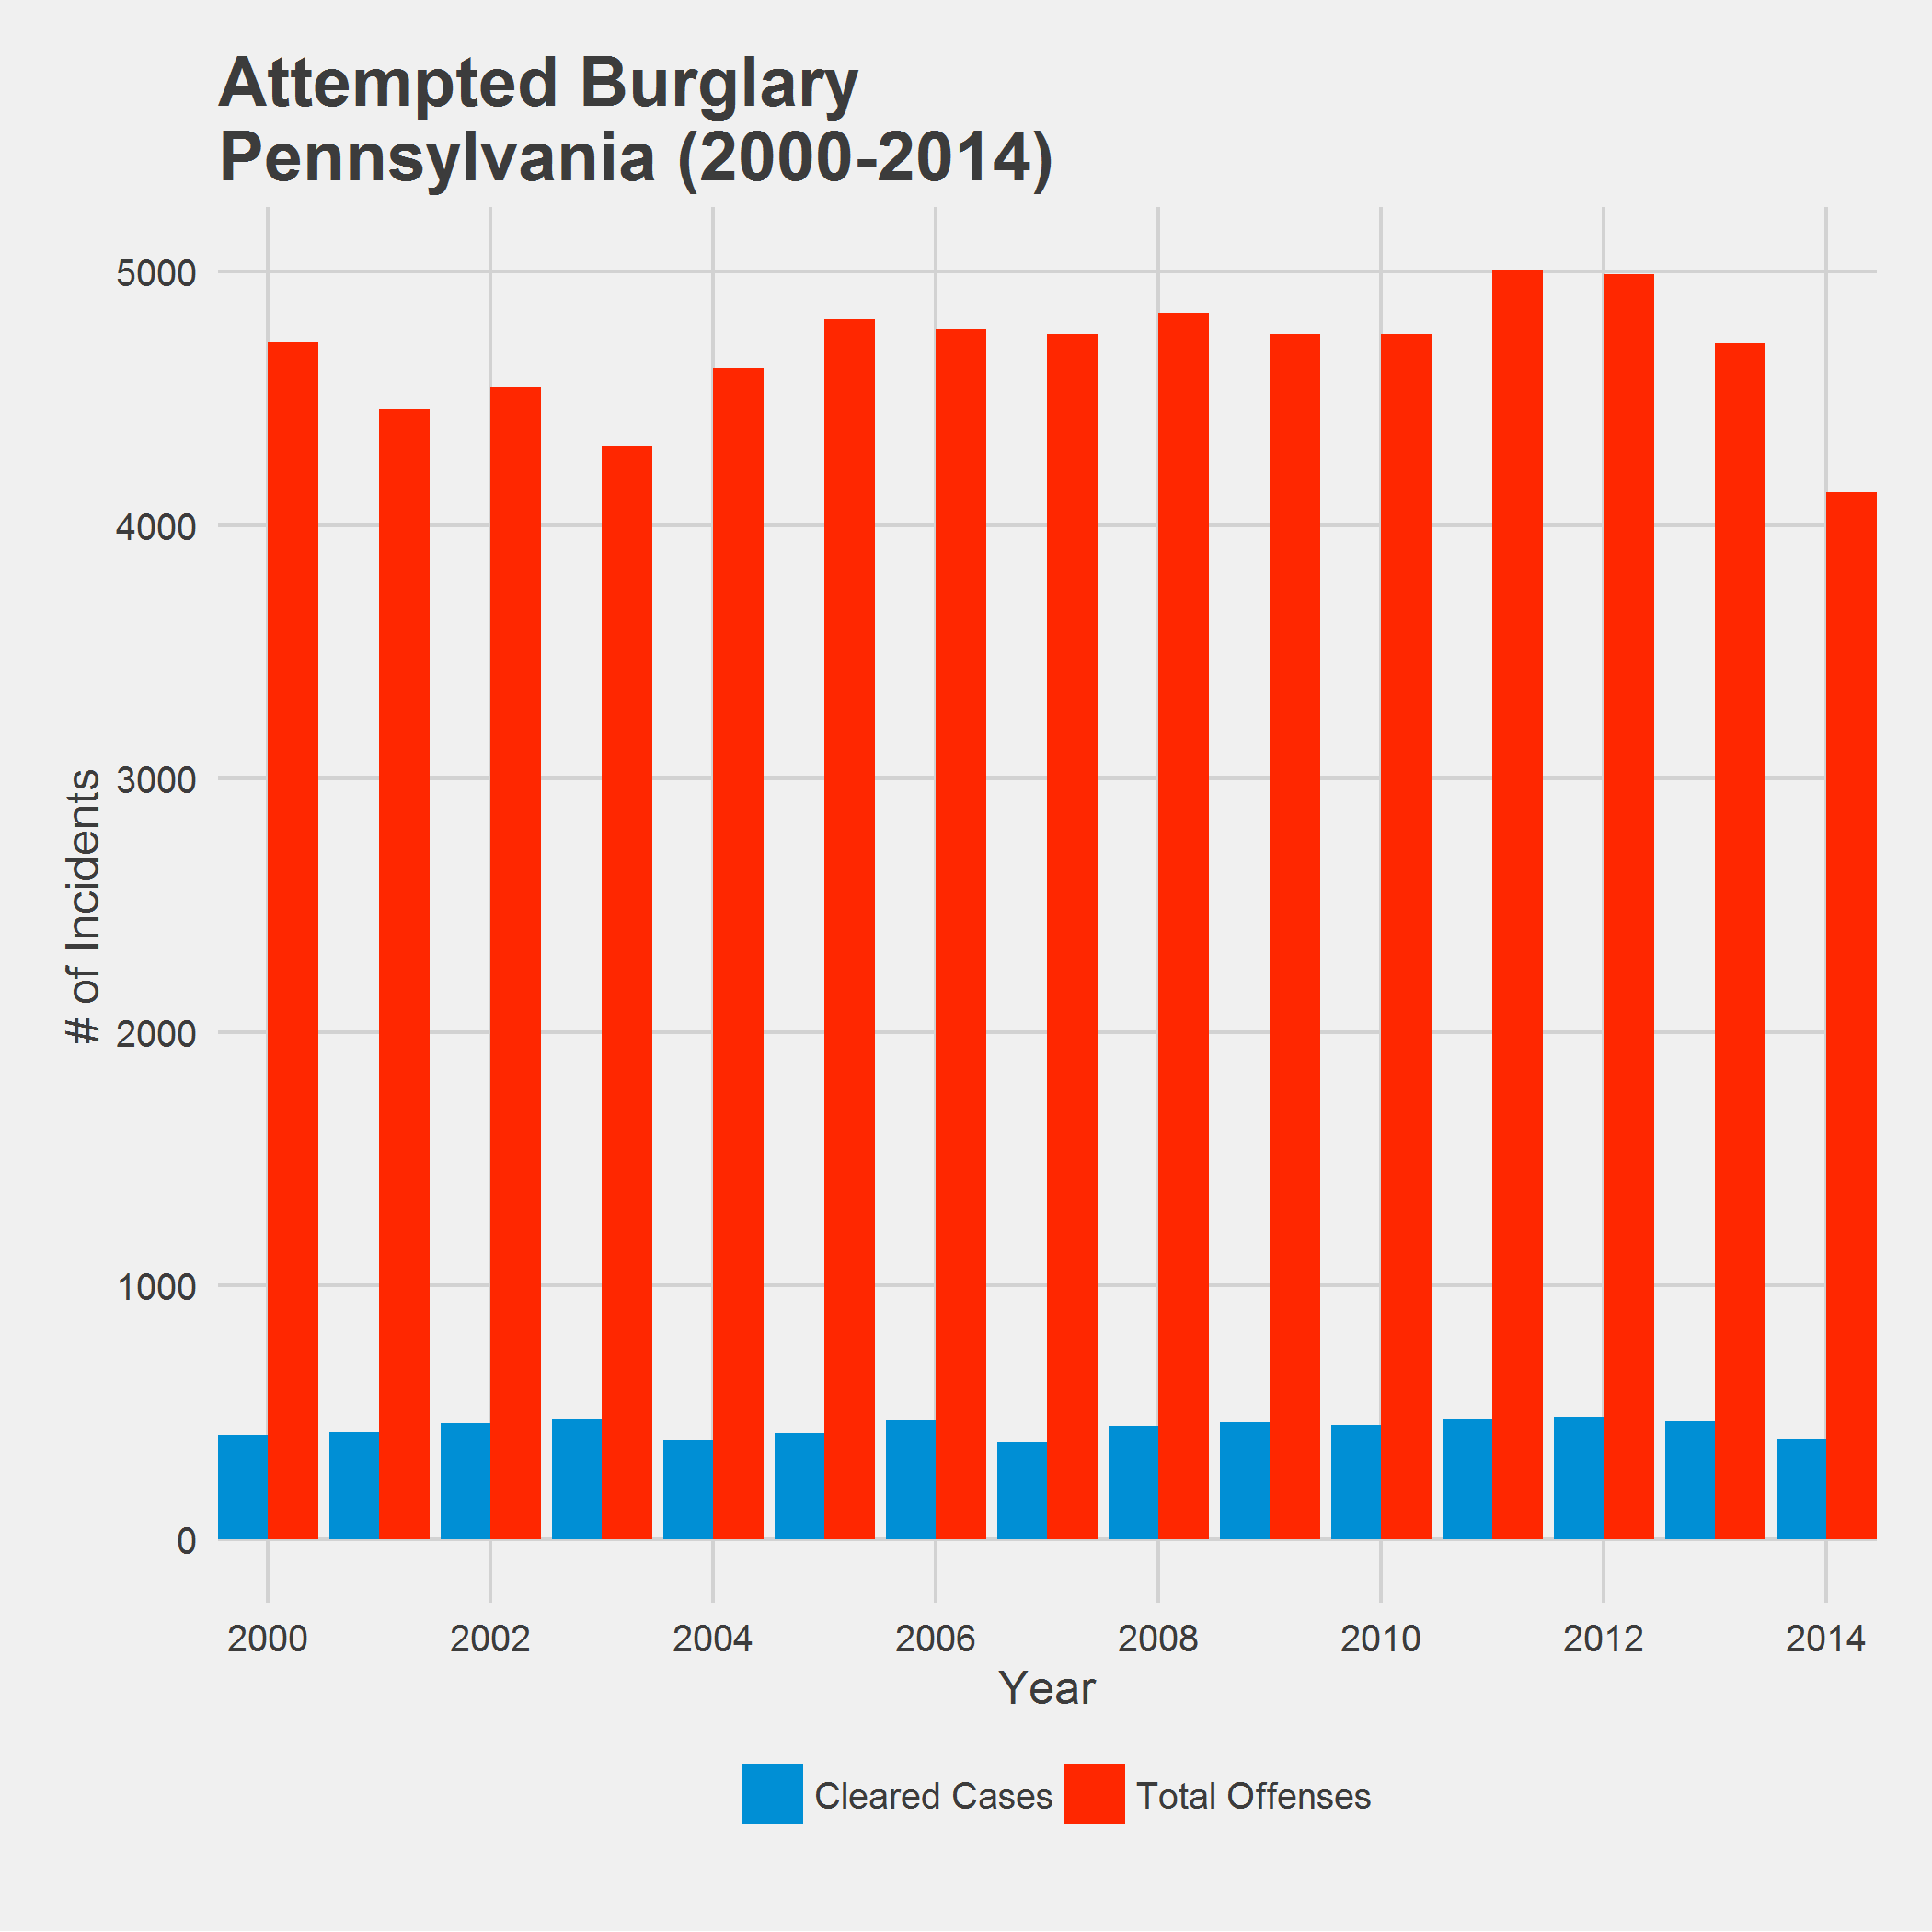 Attempted Burglary
Pennsylvania (2000-2014)
5000
4000
3000
2000
1000
0
# of Incidents
2000 2002 2004 2006 2008 2010 2012 2014
Year
Cleared Cases Total Offenses